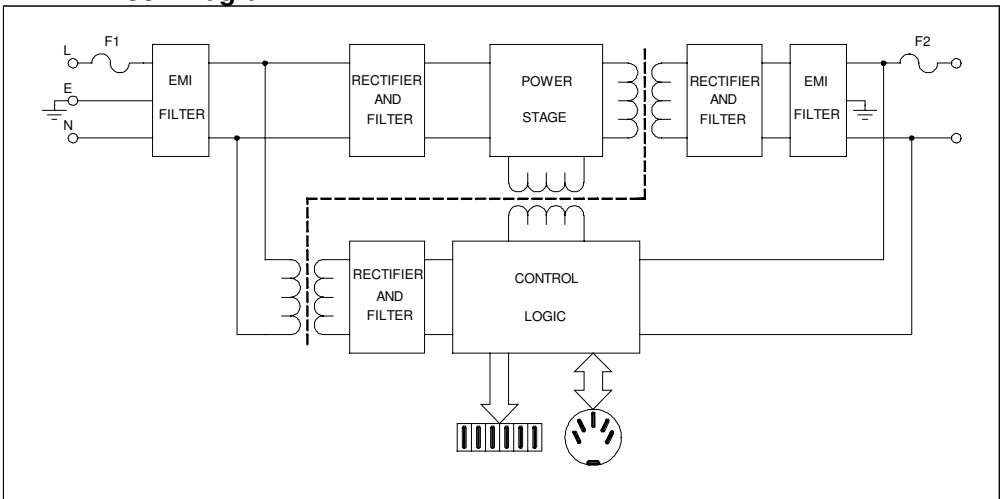 F1
F2
L
E
N
EMI
FILTER
RECTIFIER
AND
FILTER
POWER
STAGE
RECTIFIER
AND
FILTER
EMI
FILTER
RECTIFIER
AND
FILTER
CONTROL
LOGIC